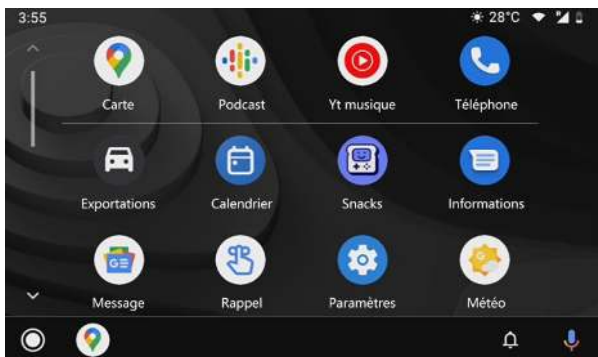 3:55
28°C
Carte
Podcast
Yt musique
Téléphone
Exportations
Calendrier
Snacks
Informations
Message
Rappel
Paramètres
Météo